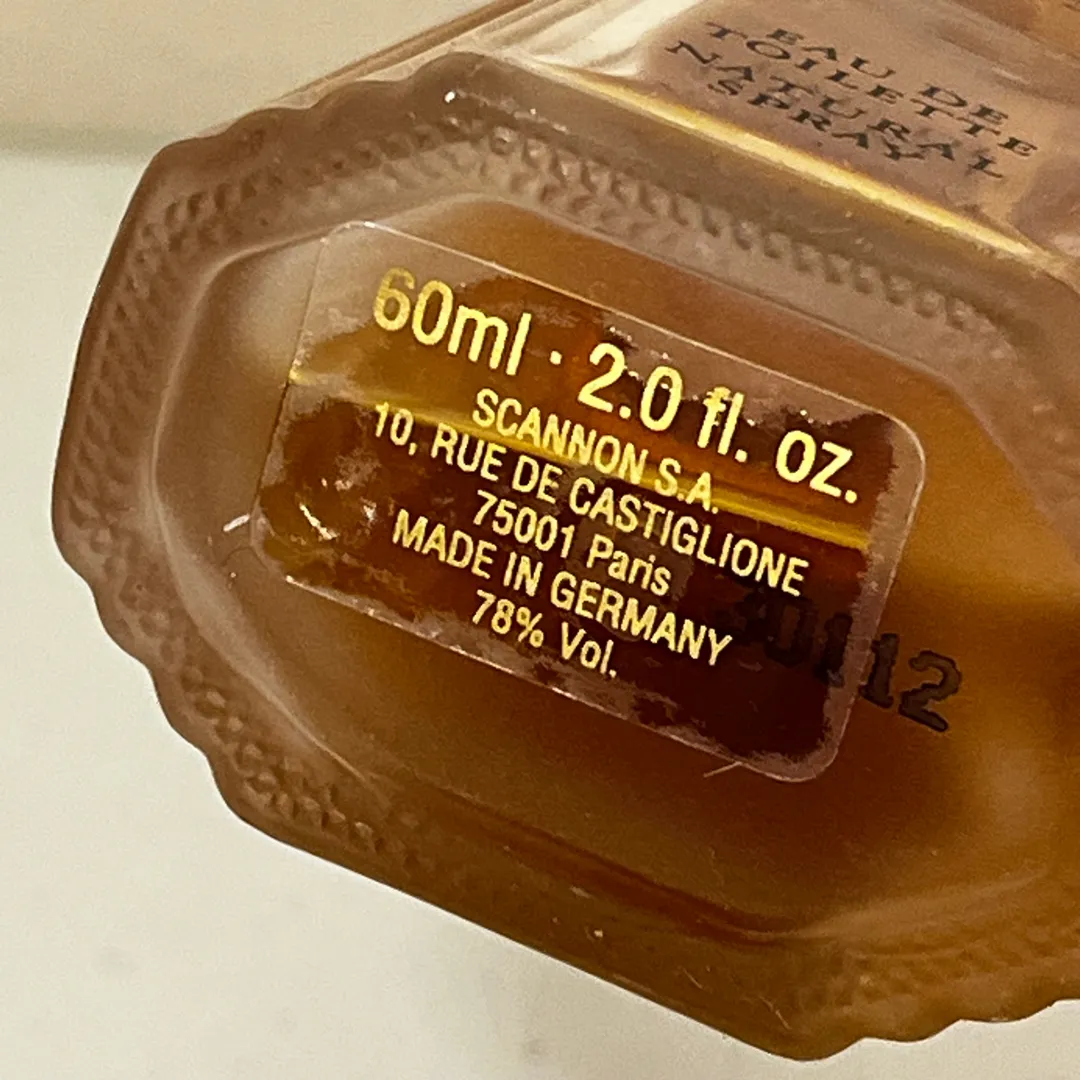 EAU DE
TOILETTE
NATURAL
SPRAY
60ml · 2.0 fl. oz.
SCANNON S.A.
10, RUE DE CASTIGLIONE
75001 Paris
MADE IN GERMANY
78% Vol.